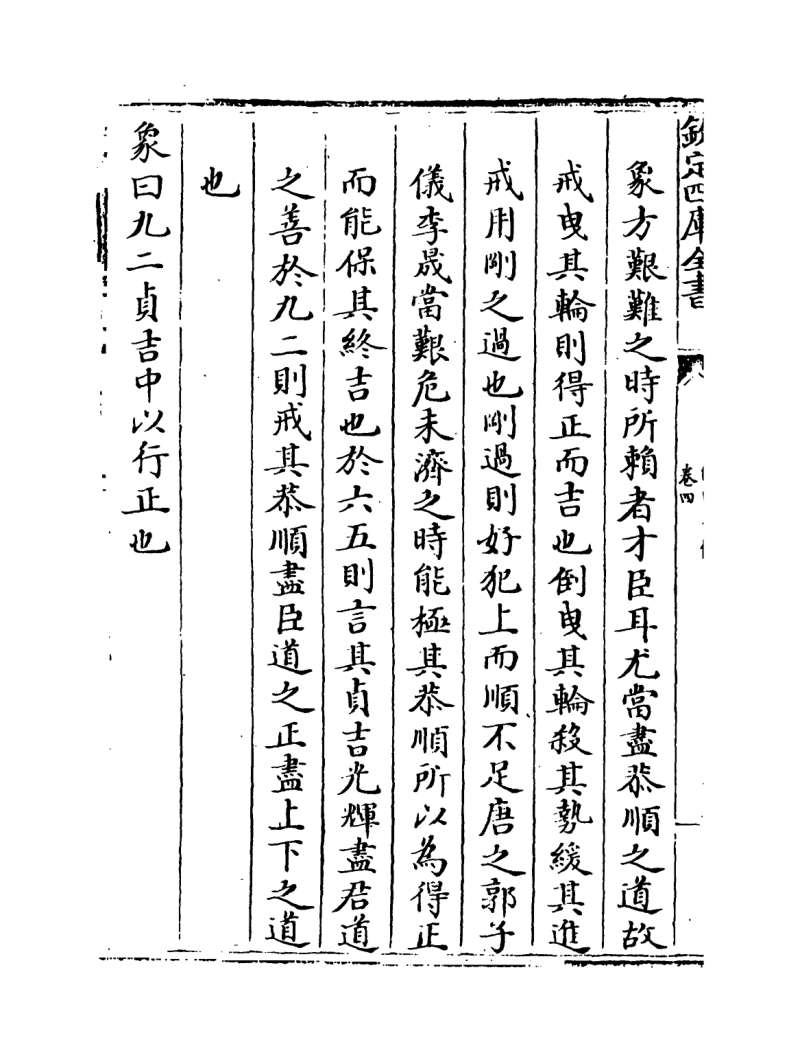 欽定四庫全書
卷四
象方艱難之時所賴者才臣耳尤當盡恭順之道故
戒曳其輪則得正而吉也倒曳其輪殺其勢緩其進
戒用剛之過也剛過則好犯上而順不足唐之郭子
儀李晟當艱危未濟之時能極其恭順所以為得正
而能保其終吉也於六五則言其貞吉光輝盡君道
之善於九二則戒其恭順盡臣道之正盡上下之道
也
象曰九二貞吉中以行正也